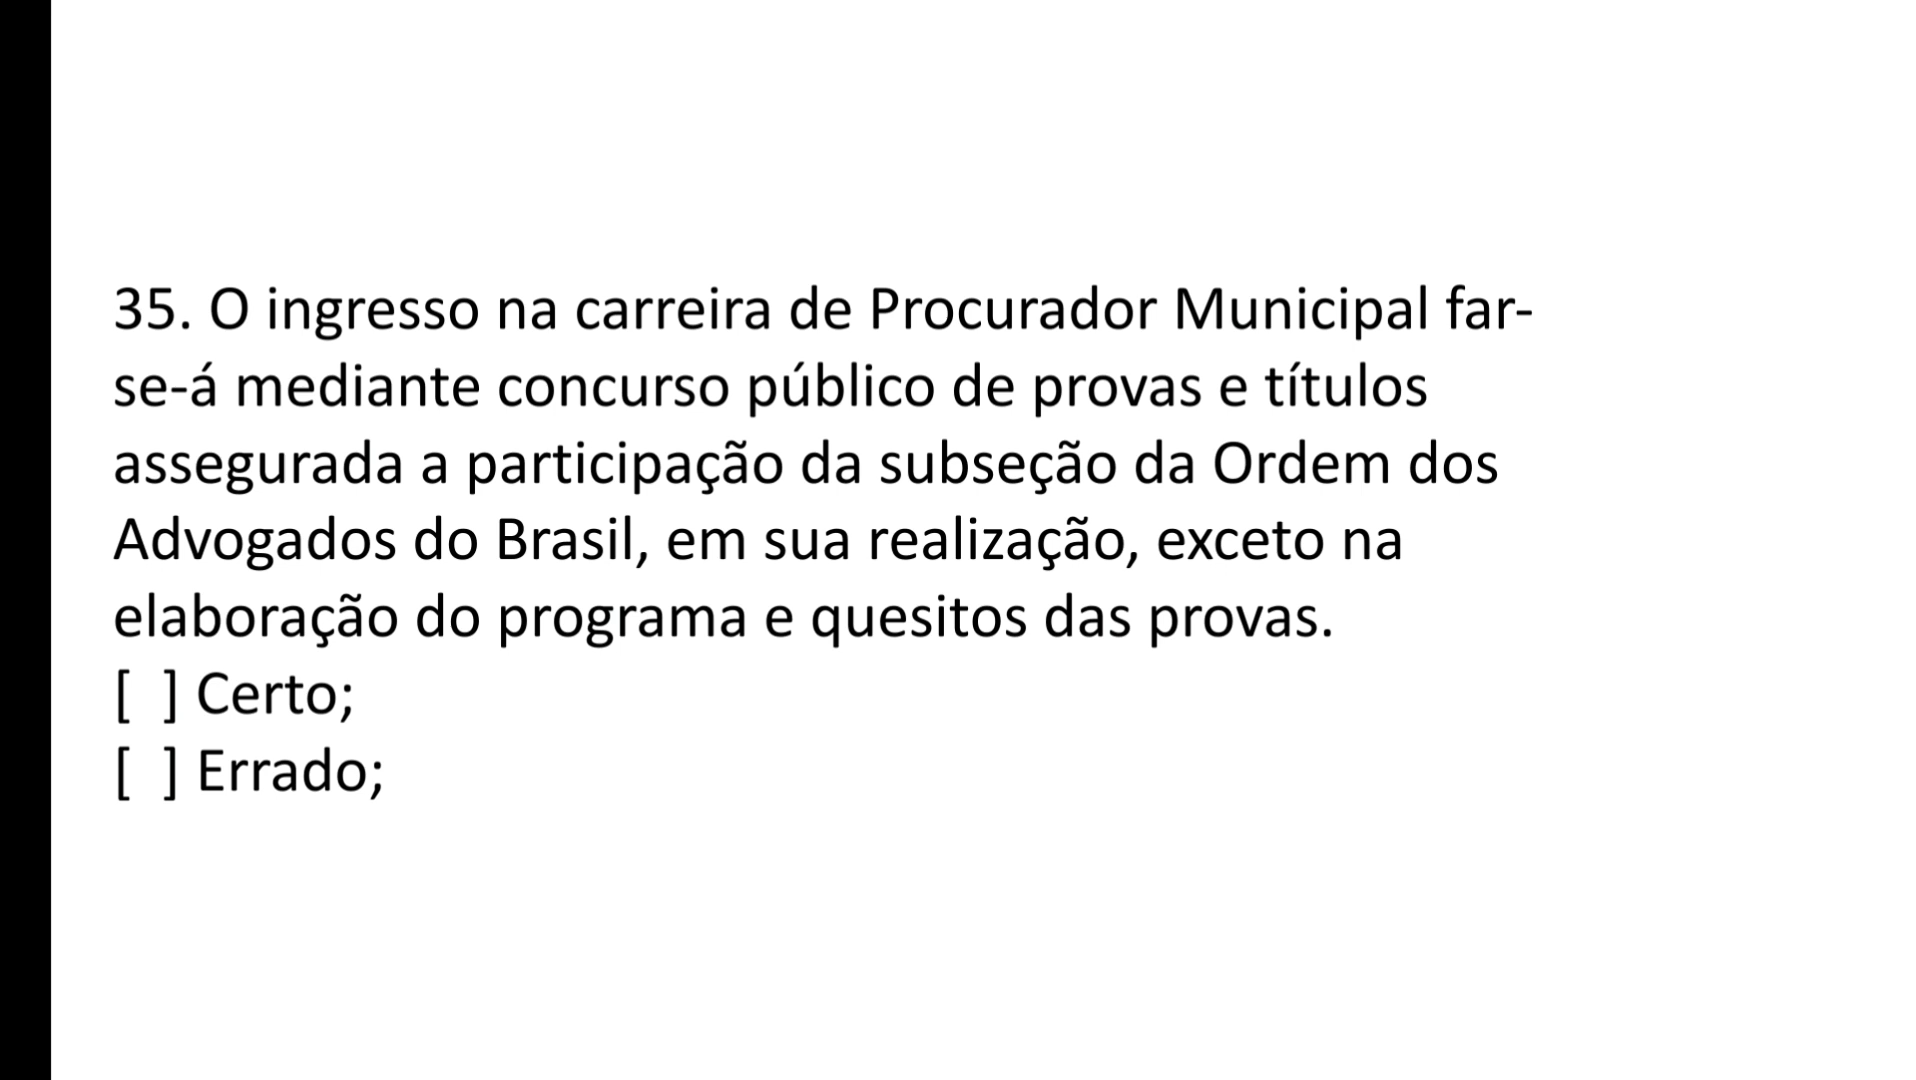 35. O ingresso na carreira de Procurador Municipal far-
se-á mediante concurso público de provas e títulos
assegurada a participação da subseção da Ordem dos
Advogados do Brasil, em sua realização, exceto na
elaboração do programa e quesitos das provas.
[  ] Certo;
[  ] Errado;